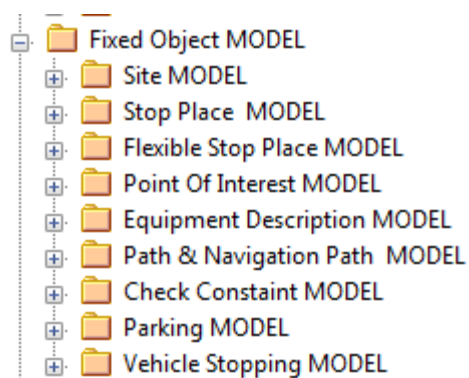 Fixed Object MODEL
Site MODEL
Stop Place  MODEL
Flexible Stop Place MODEL
Point Of Interest MODEL
Equipment Description MODEL
Path & Navigation Path  MODEL
Check Constaint MODEL
Parking MODEL
Vehicle Stopping MODEL